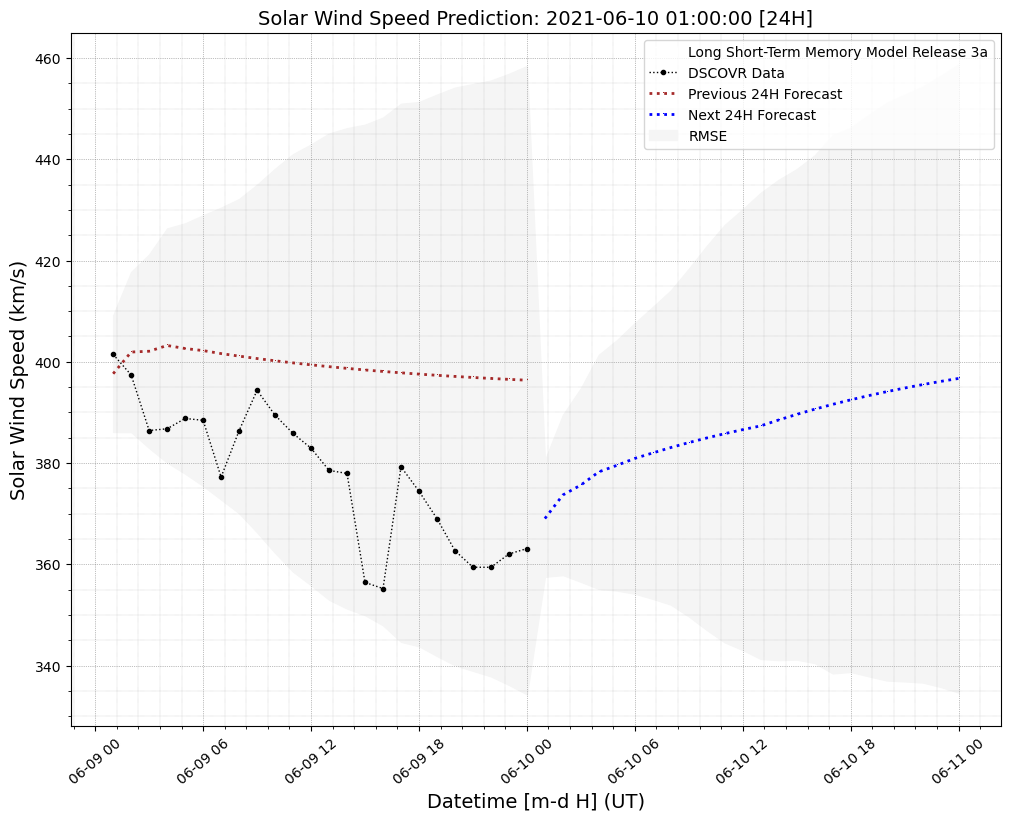 Solar Wind Speed Prediction: 2021-06-10 01:00:00 [24H]
Long Short-Term Memory Model Release 3a
DSCOVR Data
Previous 24H Forecast
Next 24H Forecast
RMSE
Solar Wind Speed (km/s)
460
440
420
400
380
360
340
06-09 00
06-09 06
06-09 12
06-09 18
06-10 00
06-10 06
06-10 12
06-10 18
06-11 00
Datetime [m-d H] (UT)